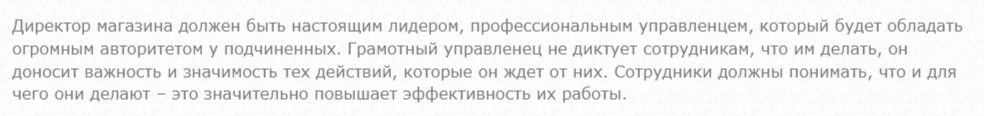 Директор магазина должен быть настоящим лидером, профессиональным управленцем, который будет обладать
огромным авторитетом у подчиненных. Грамотный управленец не диктует сотрудникам, что им делать, он
доносит важность и значимость тех действий, которые он ждет от них. Сотрудники должны понимать, что и для
чего они делают – это значительно повышает эффективность их работы.